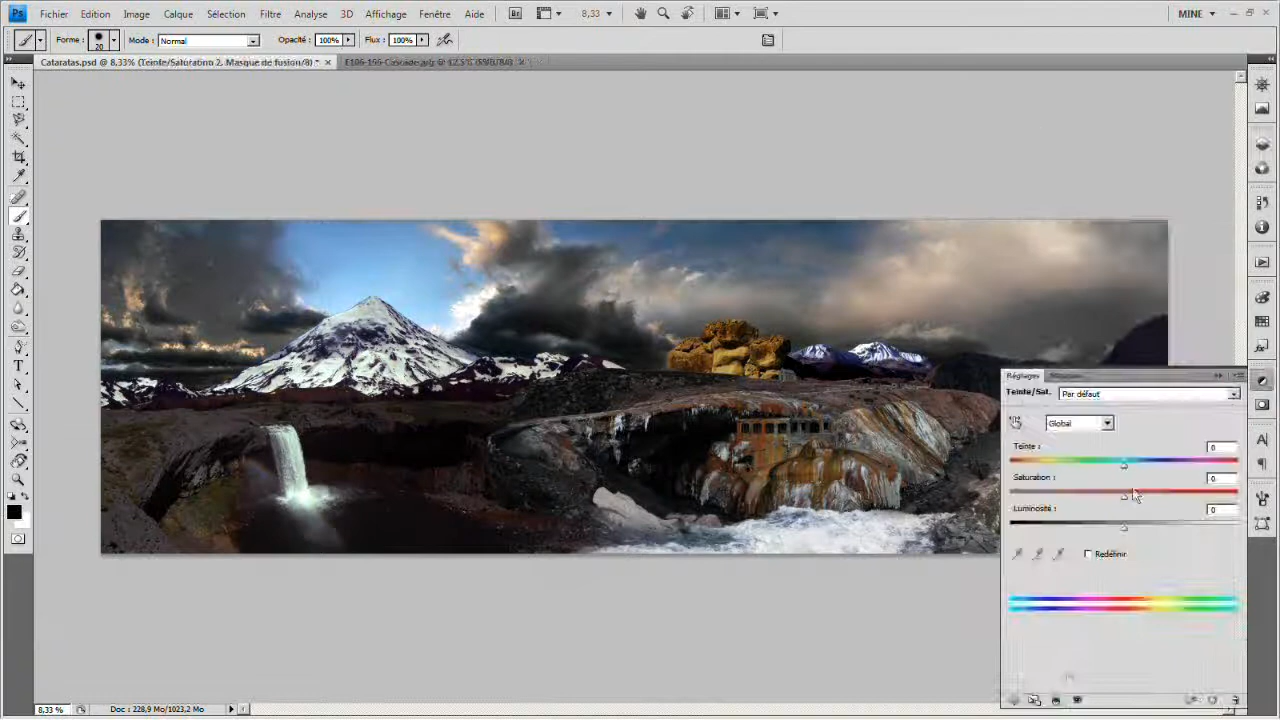 Ps Fichier Edition Image Calque Sélection Filtre Analyse 3D Affichage Fenêtre Aide Br 8,33 MINE
Forme : 20 Mode : Normal Opacité : 100% Flux : 100%
Cataratas.psd @ 8,33% (Teinte/Saturation 2, Masque de fusion/8) * x
Réglages
Teinte/Sat. Par défaut
Global
Teinte : 0
Saturation : 0
Luminosité : 0
Redéfinir
8,33 % Doc : 228,9 Mo/1023,2 Mo